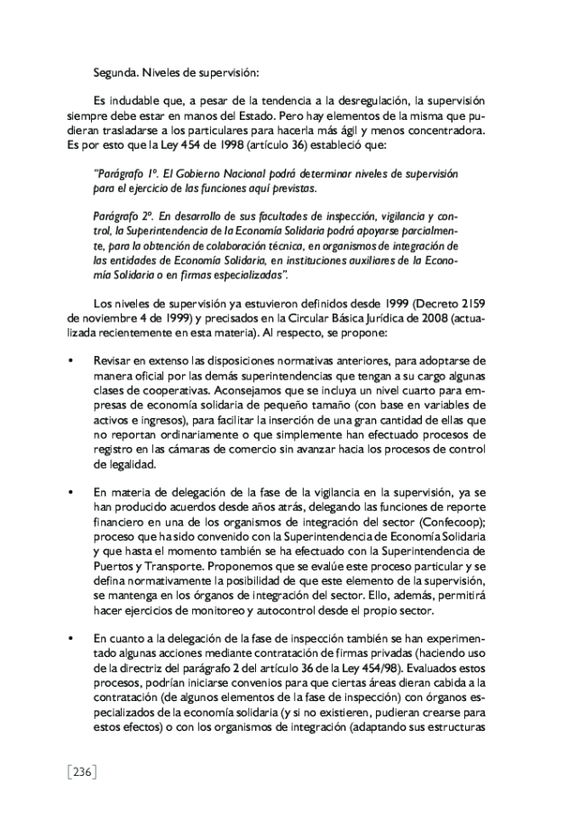 Segunda. Niveles de supervisión:
Es indudable que, a pesar de la tendencia a la desregulación, la supervisión
siempre debe estar en manos del Estado. Pero hay elementos de la misma que pu-
dieran trasladarse a los particulares para hacerla más ágil y menos concentradora.
Es por esto que la Ley 454 de 1998 (artículo 36) estableció que:
"Parágrafo 1º. El Gobierno Nacional podrá determinar niveles de supervisión
para el ejercicio de las funciones aquí previstas.
Parágrafo 2º. En desarrollo de sus facultades de inspección, vigilancia y con-
trol, la Superintendencia de la Economía Solidaria podrá apoyarse parcialmen-
te, para la obtención de colaboración técnica, en organismos de integración de
las entidades de Economía Solidaria, en instituciones auxiliares de la Econo-
mía Solidaria o en firmas especializadas".
Los niveles de supervisión ya estuvieron definidos desde 1999 (Decreto 2159
de noviembre 4 de 1999) y precisados en la Circular Básica Jurídica de 2008 (actua-
lizada recientemente en esta materia). Al respecto, se propone:
• Revisar en extenso las disposiciones normativas anteriores, para adoptarse de
manera oficial por las demás superintendencias que tengan a su cargo algunas
clases de cooperativas. Aconsejamos que se incluya un nivel cuarto para em-
presas de economía solidaria de pequeño tamaño (con base en variables de
activos e ingresos), para facilitar la inserción de una gran cantidad de ellas que
no reportan ordinariamente o que simplemente han efectuado procesos de
registro en las cámaras de comercio sin avanzar hacia los procesos de control
de legalidad.
• En materia de delegación de la fase de la vigilancia en la supervisión, ya se
han producido acuerdos desde años atrás, delegando las funciones de reporte
financiero en una de los organismos de integración del sector (Confecoop);
proceso que ha sido convenido con la Superintendencia de Economía Solidaria
y que hasta el momento también se ha efectuado con la Superintendencia de
Puertos y Transporte. Proponemos que se evalúe este proceso particular y se
defina normativamente la posibilidad de que este elemento de la supervisión,
se mantenga en los órganos de integración del sector. Ello, además, permitirá
hacer ejercicios de monitoreo y autocontrol desde el propio sector.
• En cuanto a la delegación de la fase de inspección también se han experimen-
tado algunas acciones mediante contratación de firmas privadas (haciendo uso
de la directriz del parágrafo 2 del artículo 36 de la Ley 454/98). Evaluados estos
procesos, podrían iniciarse convenios para que ciertas áreas dieran cabida a la
contratación (de algunos elementos de la fase de inspección) con órganos es-
pecializados de la economía solidaria (y si no existieren, pudieran crearse para
estos efectos) o con los organismos de integración (adaptando sus estructuras
[236]